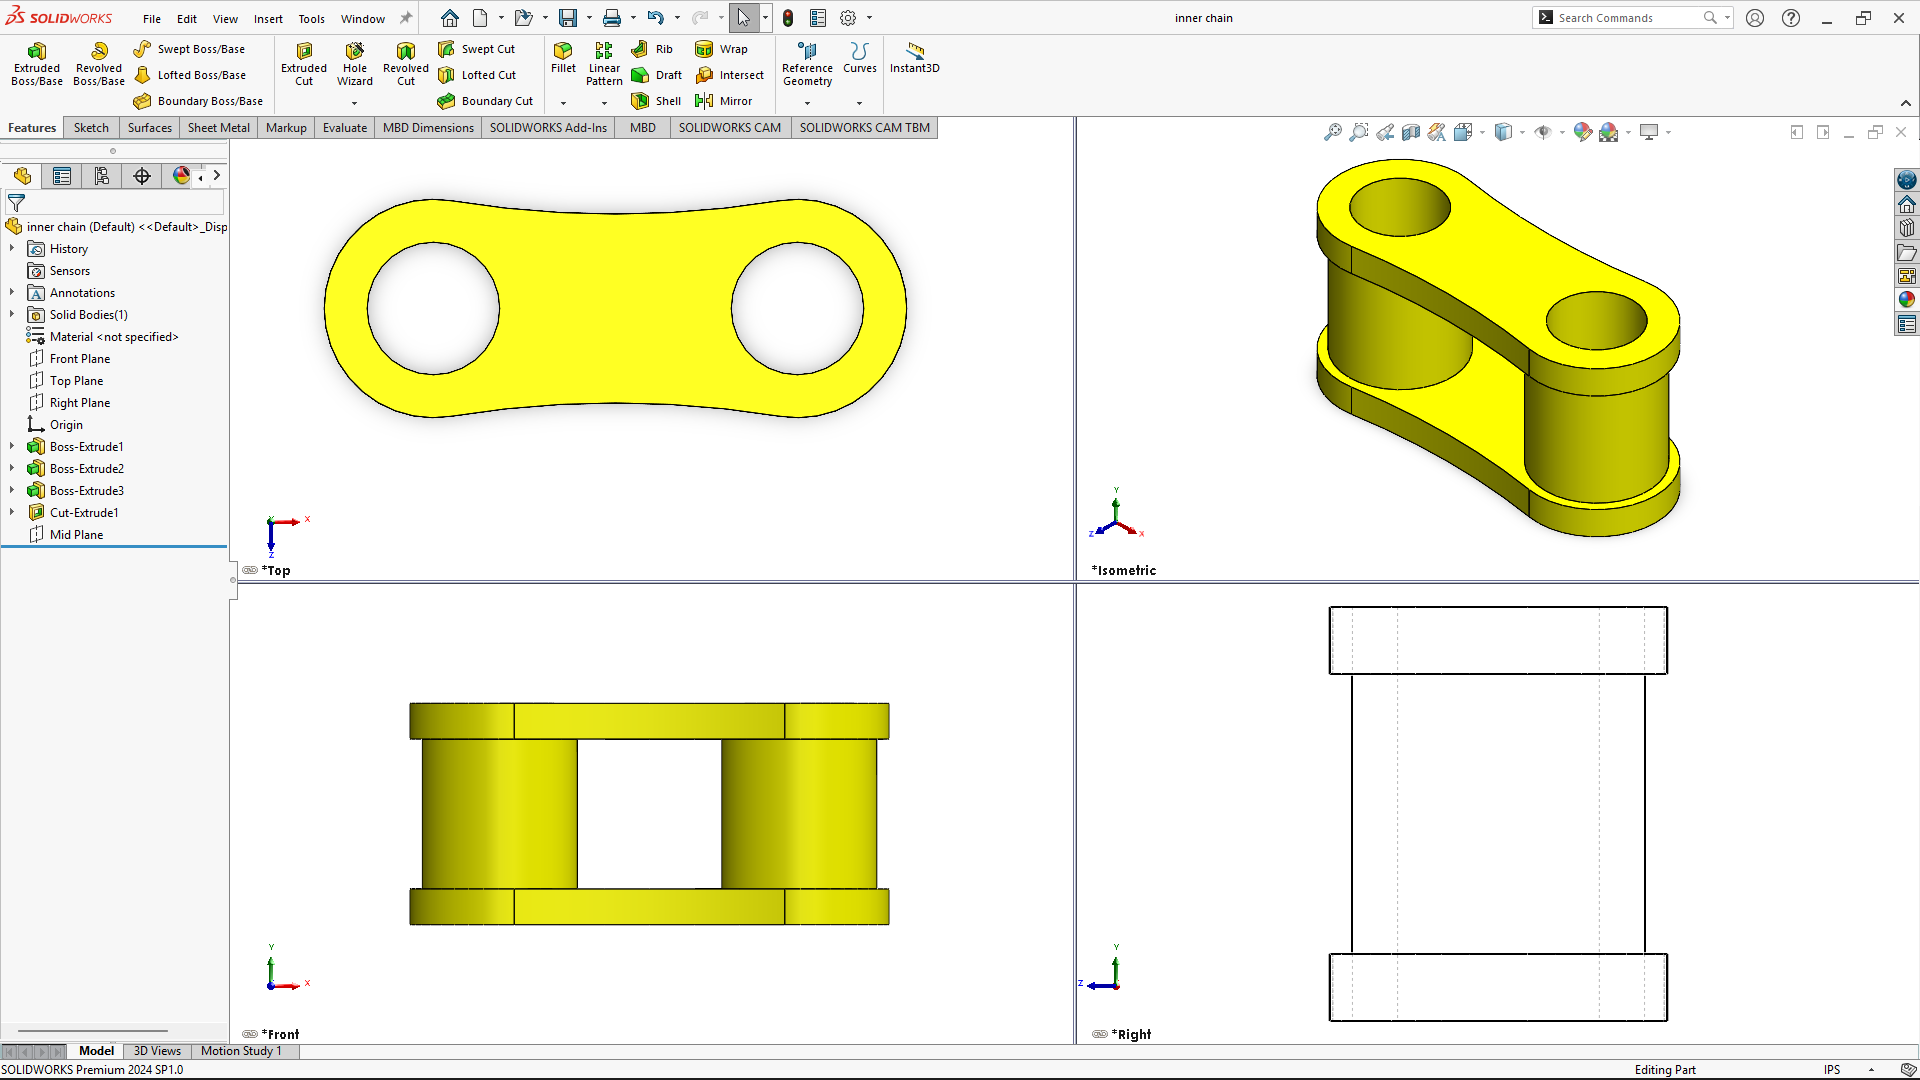 SOLIDWORKS File Edit View Insert Tools Window inner chain Search Commands
Extruded Boss/Base
Revolved Boss/Base
Swept Boss/Base
Lofted Boss/Base
Boundary Boss/Base
Extruded Cut
Hole Wizard
Revolved Cut
Swept Cut
Lofted Cut
Boundary Cut
Fillet
Linear Pattern
Rib
Draft
Shell
Wrap
Intersect
Mirror
Reference Geometry
Curves
Instant3D
Features Sketch Surfaces Sheet Metal Markup Evaluate MBD Dimensions SOLIDWORKS Add-Ins MBD SOLIDWORKS CAM SOLIDWORKS CAM TBM
inner chain (Default) <<Default>_Disp
History
Sensors
Annotations
Solid Bodies(1)
Material <not specified>
Front Plane
Top Plane
Right Plane
Origin
Boss-Extrude1
Boss-Extrude2
Boss-Extrude3
Cut-Extrude1
Mid Plane
Y X Z
*Top
Y Z X
*Isometric
Y X
*Front
Y Z
*Right
Model 3D Views Motion Study 1
SOLIDWORKS Premium 2024 SP1.0 Editing Part IPS